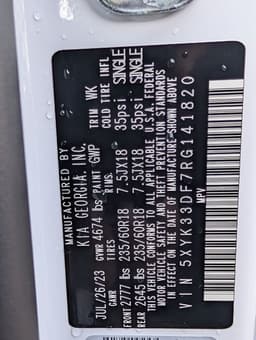 MANUFACTURED BY
KIA GEORGIA, INC.
JUL/26/23 GVWR 4674 lbs PAINT GWP TRIM WK
GAWR TIRES RIMS COLD TIRE INFL
FRONT 2777 lbs 235/60R18 7.5JX18 35psi SINGLE
REAR 2645 lbs 235/60R18 7.5JX18 35psi SINGLE
THIS VEHICLE CONFORMS TO ALL APPLICABLE U.S.A. FEDERAL
MOTOR VEHICLE SAFETY AND THEFT PREVENTION STANDARDS
IN EFFECT ON THE DATE OF MANUFACTURE SHOWN ABOVE
VIN 5XYK33DF7RG141820
MPV